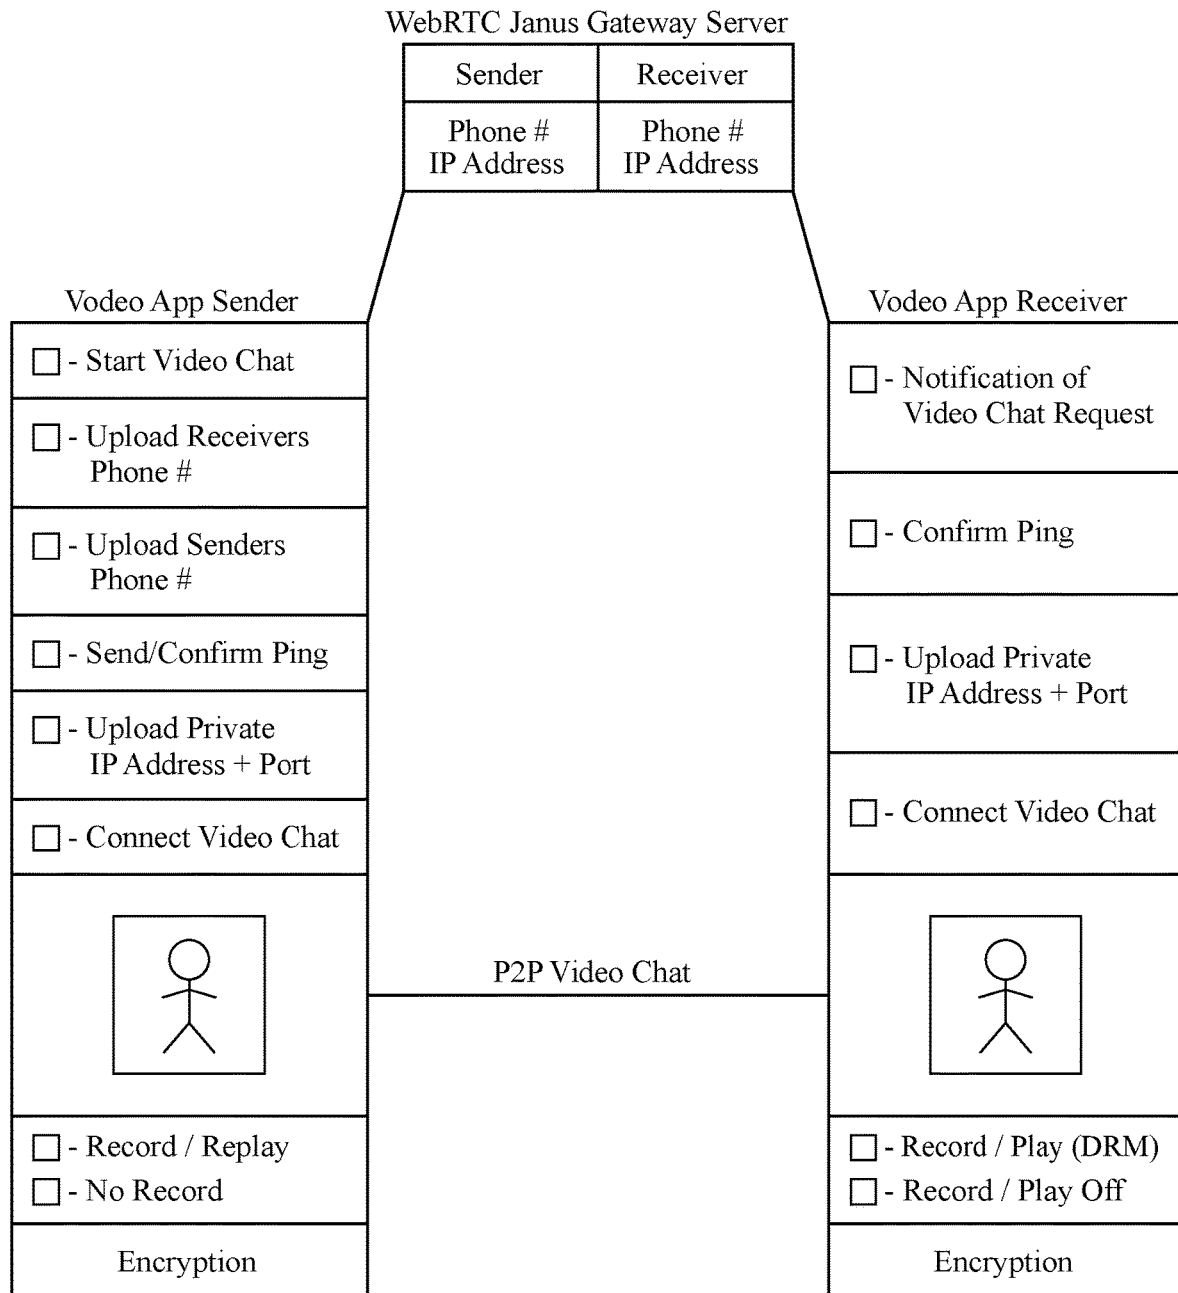 WebRTC Janus Gateway Server
Sender
Receiver
Phone #
IP Address
Phone #
IP Address
Vodeo App Sender
- Start Video Chat
- Upload Receivers
Phone #
- Upload Senders
Phone #
- Send/Confirm Ping
- Upload Private
IP Address + Port
- Connect Video Chat
- Record / Replay
- No Record
Encryption
P2P Video Chat
Vodeo App Receiver
- Notification of
Video Chat Request
- Confirm Ping
- Upload Private
IP Address + Port
- Connect Video Chat
- Record / Play (DRM)
- Record / Play Off
Encryption